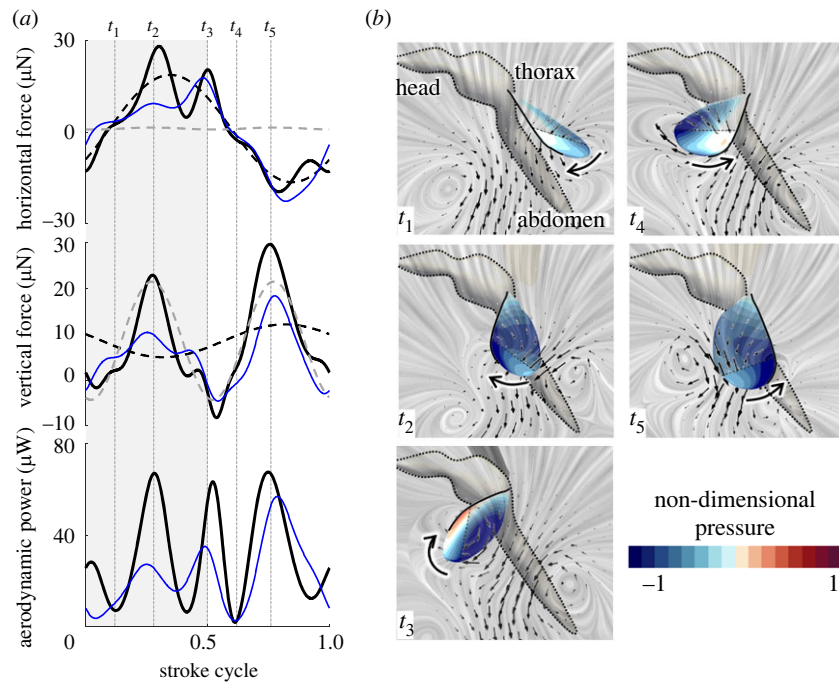 (a)
t1 t2 t3 t4 t5
30
0
−30
horizontal force (µN)
30
20
10
0
−10
vertical force (µN)
80
40
0
aerodynamic power (µW)
0.5 1.0
stroke cycle
(b)
head
thorax
abdomen
t1
t4
t2
t5
t3
non-dimensional
pressure
−1 1